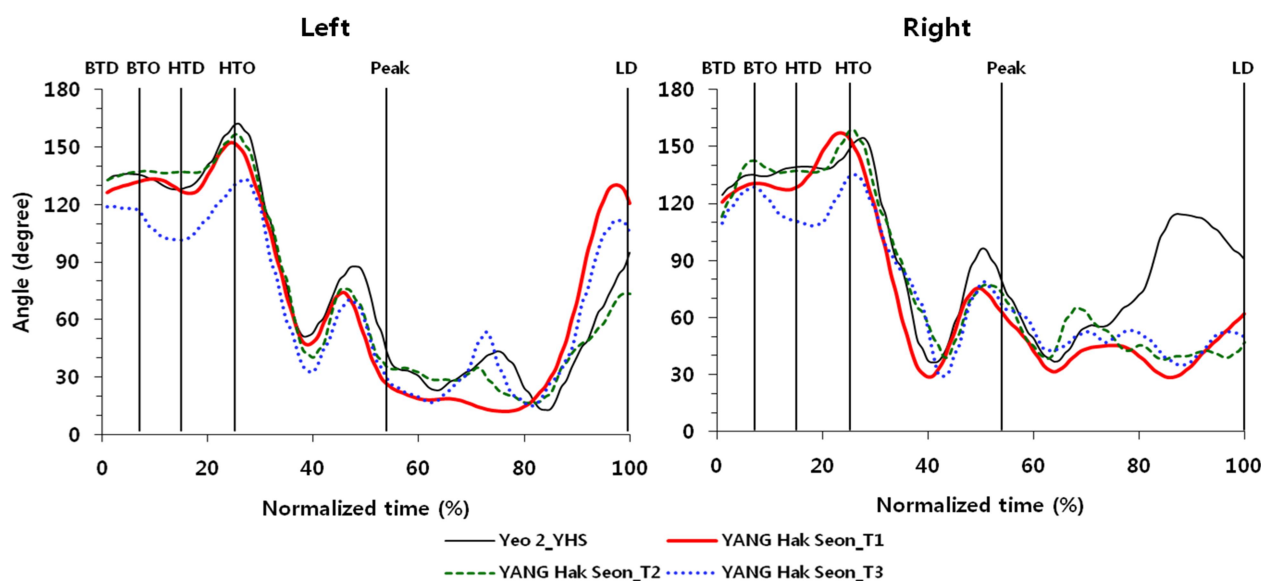 Left
Right
BTD BTO HTD HTO Peak LD
BTD BTO HTD HTO Peak LD
180
150
120
90
60
30
0
180
150
120
90
60
30
0
Angle (degree)
0 20 40 60 80 100
0 20 40 60 80 100
Normalized time (%)
Normalized time (%)
Yeo 2_YHS
YANG Hak Seon_T1
YANG Hak Seon_T2
YANG Hak Seon_T3